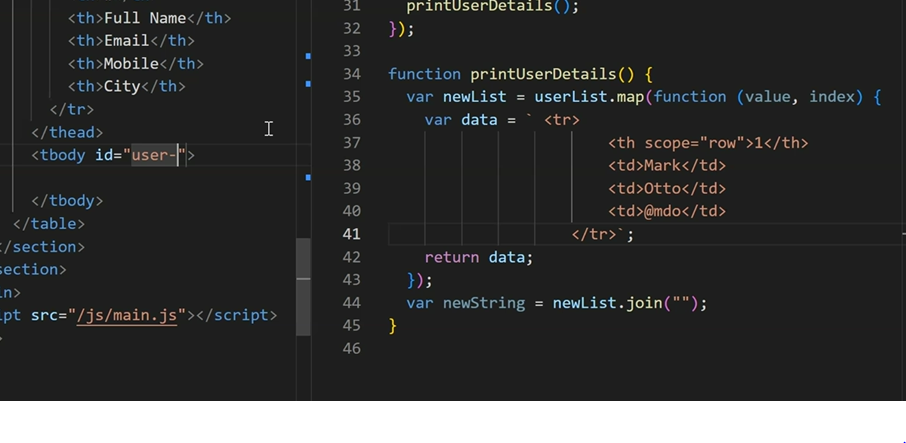 <th>Full Name</th>
<th>Email</th>
<th>Mobile</th>
<th>City</th>
</tr>
</thead>
<tbody id="user-">
</tbody>
</table>
/section>
section>
in>
ipt src="/js/main.js"></script>
31 printUserDetails();
32 });
33
34 function printUserDetails() {
35 var newList = userList.map(function (value, index) {
36 var data = ` <tr>
37 <th scope="row">1</th>
38 <td>Mark</td>
39 <td>Otto</td>
40 <td>@mdo</td>
41 </tr>`;
42 return data;
43 });
44 var newString = newList.join("");
45 }
46